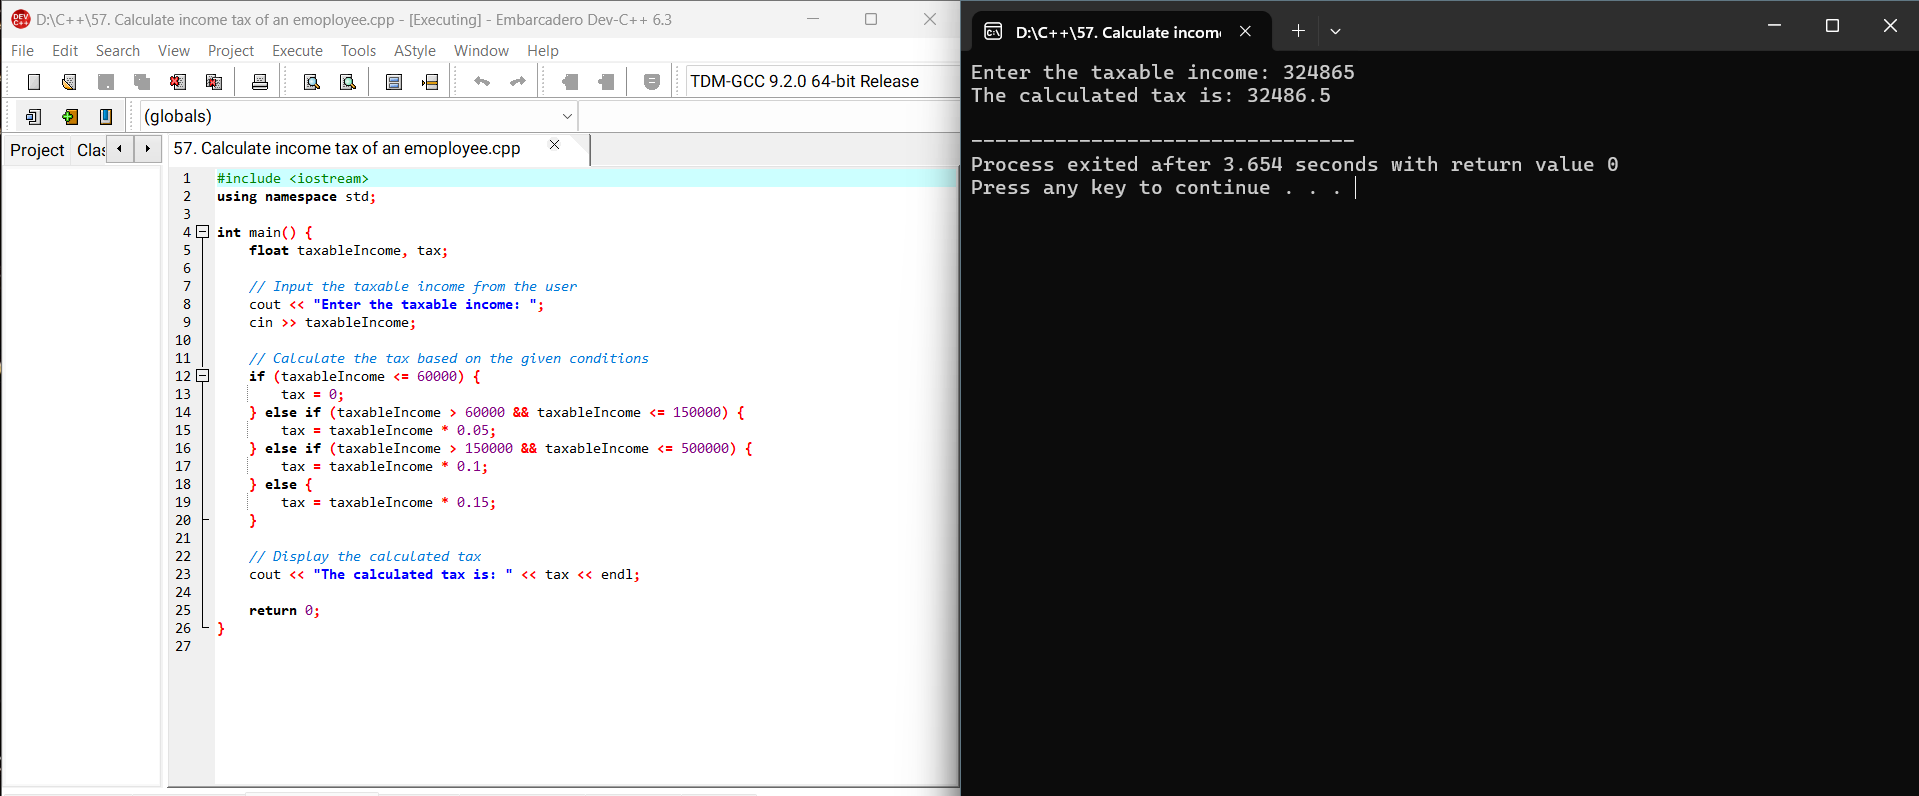 D:\C++\57. Calculate income tax of an emoployee.cpp - [Executing] - Embarcadero Dev-C++ 6.3
File Edit Search View Project Execute Tools AStyle Window Help
TDM-GCC 9.2.0 64-bit Release
(globals)
Project Clas
57. Calculate income tax of an emoployee.cpp
1 #include <iostream>
2 using namespace std;
3
4 int main() {
5     float taxableIncome, tax;
6
7     // Input the taxable income from the user
8     cout << "Enter the taxable income: ";
9     cin >> taxableIncome;
10
11     // Calculate the tax based on the given conditions
12     if (taxableIncome <= 60000) {
13         tax = 0;
14     } else if (taxableIncome > 60000 && taxableIncome <= 150000) {
15         tax = taxableIncome * 0.05;
16     } else if (taxableIncome > 150000 && taxableIncome <= 500000) {
17         tax = taxableIncome * 0.1;
18     } else {
19         tax = taxableIncome * 0.15;
20     }
21
22     // Display the calculated tax
23     cout << "The calculated tax is: " << tax << endl;
24
25     return 0;
26 }
27
D:\C++\57. Calculate incom
Enter the taxable income: 324865
The calculated tax is: 32486.5
--------------------------------
Process exited after 3.654 seconds with return value 0
Press any key to continue . . .